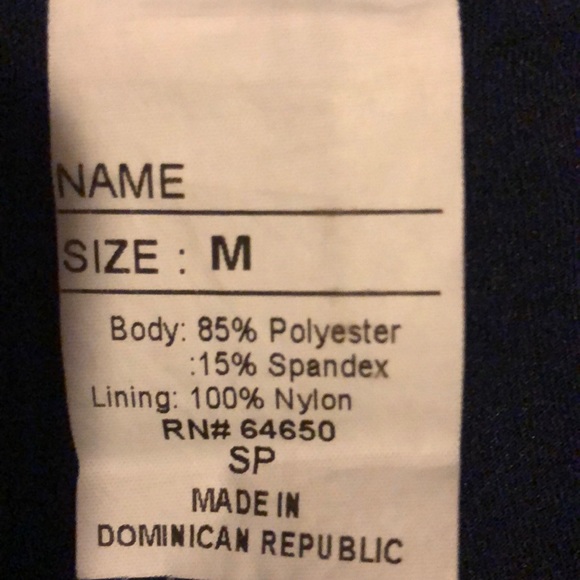 NAME
SIZE : M
Body: 85% Polyester
:15% Spandex
Lining: 100% Nylon
RN# 64650
SP
MADE IN
DOMINICAN REPUBLIC